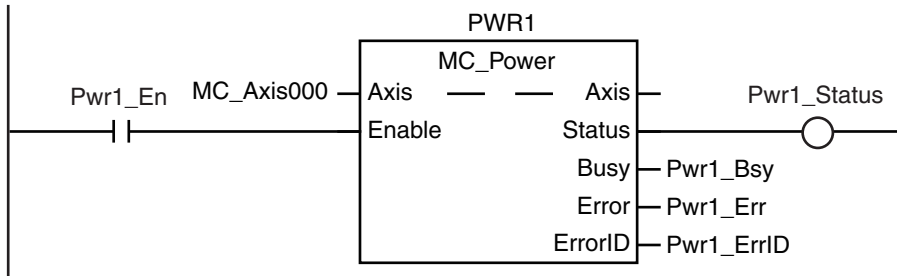 PWR1
MC_Power
Pwr1_En
MC_Axis000 Axis Axis
Pwr1_Status
Enable Status
Busy Pwr1_Bsy
Error Pwr1_Err
ErrorID Pwr1_ErrID